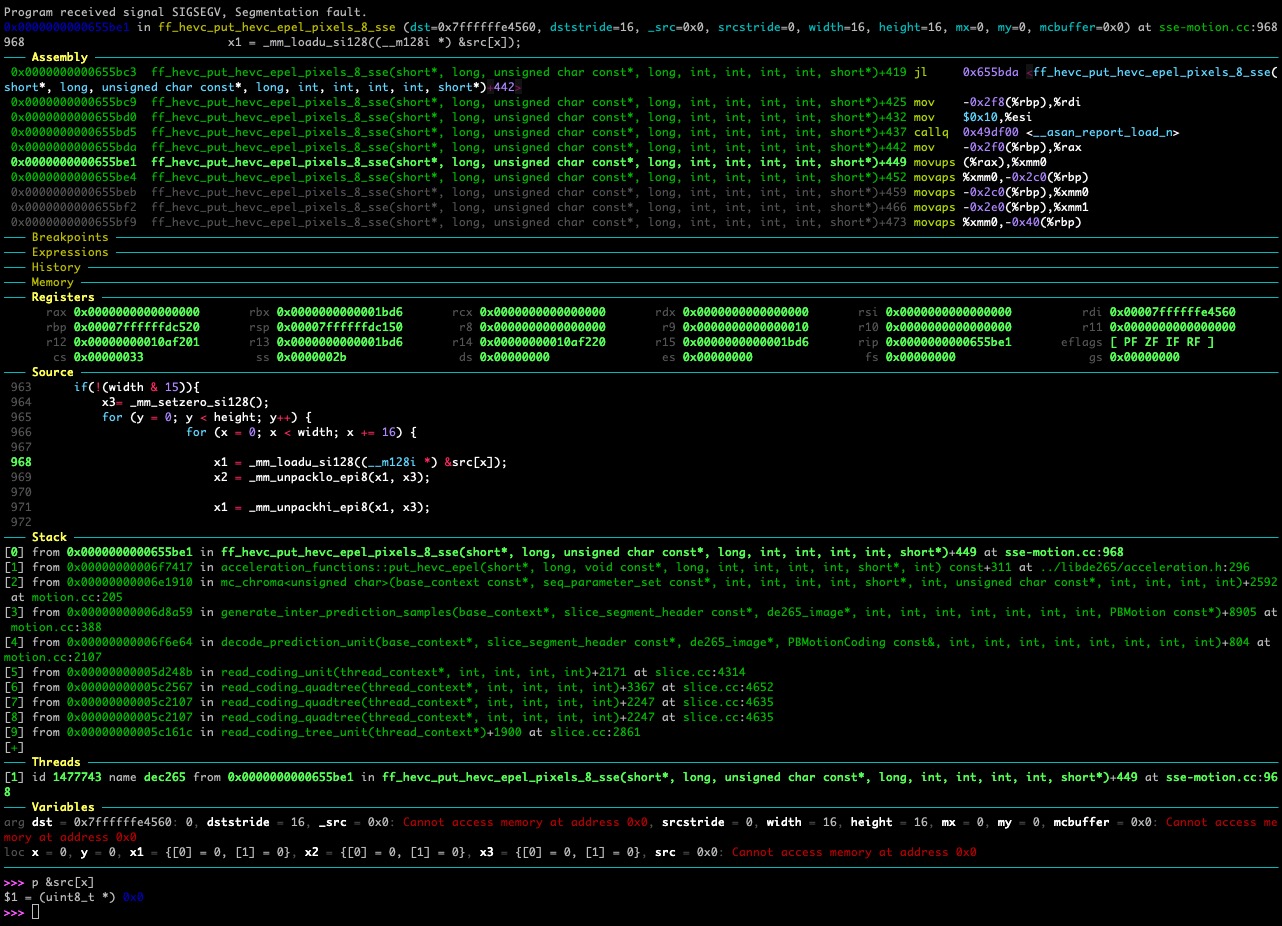 Program received signal SIGSEGV, Segmentation fault.
0x0000000000655be1 in ff_hevc_put_hevc_epel_pixels_8_sse (dst=0x7ffffffe4560, dststride=16, _src=0x0, srcstride=0, width=16, height=16, mx=0, my=0, mcbuffer=0x0) at sse-motion.cc:968
968 x1 = _mm_loadu_si128((__m128i *) &src[x]);
Assembly
0x0000000000655bc3 ff_hevc_put_hevc_epel_pixels_8_sse(short*, long, unsigned char const*, long, int, int, int, int, short*)+419 jl 0x655bda <ff_hevc_put_hevc_epel_pixels_8_sse(
short*, long, unsigned char const*, long, int, int, int, int, short*)+442>
0x0000000000655bc9 ff_hevc_put_hevc_epel_pixels_8_sse(short*, long, unsigned char const*, long, int, int, int, int, short*)+425 mov -0x2f8(%rbp),%rdi
0x0000000000655bd0 ff_hevc_put_hevc_epel_pixels_8_sse(short*, long, unsigned char const*, long, int, int, int, int, short*)+432 mov $0x10,%esi
0x0000000000655bd5 ff_hevc_put_hevc_epel_pixels_8_sse(short*, long, unsigned char const*, long, int, int, int, int, short*)+437 callq 0x49df00 <__asan_report_load_n>
0x0000000000655bda ff_hevc_put_hevc_epel_pixels_8_sse(short*, long, unsigned char const*, long, int, int, int, int, short*)+442 mov -0x2f0(%rbp),%rax
0x0000000000655be1 ff_hevc_put_hevc_epel_pixels_8_sse(short*, long, unsigned char const*, long, int, int, int, int, short*)+449 movups (%rax),%xmm0
0x0000000000655be4 ff_hevc_put_hevc_epel_pixels_8_sse(short*, long, unsigned char const*, long, int, int, int, int, short*)+452 movaps %xmm0,-0x2c0(%rbp)
0x0000000000655beb ff_hevc_put_hevc_epel_pixels_8_sse(short*, long, unsigned char const*, long, int, int, int, int, short*)+459 movaps -0x2c0(%rbp),%xmm0
0x0000000000655bf2 ff_hevc_put_hevc_epel_pixels_8_sse(short*, long, unsigned char const*, long, int, int, int, int, short*)+466 movaps -0x2e0(%rbp),%xmm1
0x0000000000655bf9 ff_hevc_put_hevc_epel_pixels_8_sse(short*, long, unsigned char const*, long, int, int, int, int, short*)+473 movaps %xmm0,-0x40(%rbp)
Breakpoints
Expressions
History
Memory
Registers
rax 0x0000000000000000 rbx 0x0000000000001bd6 rcx 0x0000000000000000 rdx 0x0000000000000000 rsi 0x0000000000000000 rdi 0x00007ffffffe4560
rbp 0x00007ffffffdc520 rsp 0x00007ffffffdc150 r8 0x0000000000000000 r9 0x0000000000000010 r10 0x0000000000000000 r11 0x0000000000000000
r12 0x00000000010af201 r13 0x0000000000001bd6 r14 0x00000000010af220 r15 0x0000000000001bd6 rip 0x0000000000655be1 eflags [ PF ZF IF RF ]
cs 0x00000033 ss 0x0000002b ds 0x00000000 es 0x00000000 fs 0x00000000 gs 0x00000000
Source
963 if(!(width & 15)){
964 x3= _mm_setzero_si128();
965 for (y = 0; y < height; y++) {
966 for (x = 0; x < width; x += 16) {
967
968 x1 = _mm_loadu_si128((__m128i *) &src[x]);
969 x2 = _mm_unpacklo_epi8(x1, x3);
970
971 x1 = _mm_unpackhi_epi8(x1, x3);
972
Stack
[0] from 0x0000000000655be1 in ff_hevc_put_hevc_epel_pixels_8_sse(short*, long, unsigned char const*, long, int, int, int, int, short*)+449 at sse-motion.cc:968
[1] from 0x00000000006f7417 in acceleration_functions::put_hevc_epel(short*, long, void const*, long, int, int, int, int, short*, int) const+311 at ../libde265/acceleration.h:296
[2] from 0x00000000006e1910 in mc_chroma<unsigned char>(base_context const*, seq_parameter_set const*, int, int, int, int, short*, int, unsigned char const*, int, int, int, int)+2592
at motion.cc:205
[3] from 0x00000000006d8a59 in generate_inter_prediction_samples(base_context*, slice_segment_header const*, de265_image*, int, int, int, int, int, int, int, PBMotion const*)+8905 at
motion.cc:388
[4] from 0x00000000006f6e64 in decode_prediction_unit(base_context*, slice_segment_header const*, de265_image*, PBMotionCoding const&, int, int, int, int, int, int, int, int)+804 at
motion.cc:2107
[5] from 0x00000000005d248b in read_coding_unit(thread_context*, int, int, int, int)+2171 at slice.cc:4314
[6] from 0x00000000005c2567 in read_coding_quadtree(thread_context*, int, int, int, int)+3367 at slice.cc:4652
[7] from 0x00000000005c2107 in read_coding_quadtree(thread_context*, int, int, int, int)+2247 at slice.cc:4635
[8] from 0x00000000005c2107 in read_coding_quadtree(thread_context*, int, int, int, int)+2247 at slice.cc:4635
[9] from 0x00000000005c161c in read_coding_tree_unit(thread_context*)+1900 at slice.cc:2861
[+]
Threads
[1] id 1477743 name dec265 from 0x0000000000655be1 in ff_hevc_put_hevc_epel_pixels_8_sse(short*, long, unsigned char const*, long, int, int, int, int, short*)+449 at sse-motion.cc:96
8
Variables
arg dst = 0x7ffffffe4560: 0, dststride = 16, _src = 0x0: Cannot access memory at address 0x0, srcstride = 0, width = 16, height = 16, mx = 0, my = 0, mcbuffer = 0x0: Cannot access me
mory at address 0x0
loc x = 0, y = 0, x1 = {[0] = 0, [1] = 0}, x2 = {[0] = 0, [1] = 0}, x3 = {[0] = 0, [1] = 0}, src = 0x0: Cannot access memory at address 0x0
>>> p &src[x]
$1 = (uint8_t *) 0x0
>>>